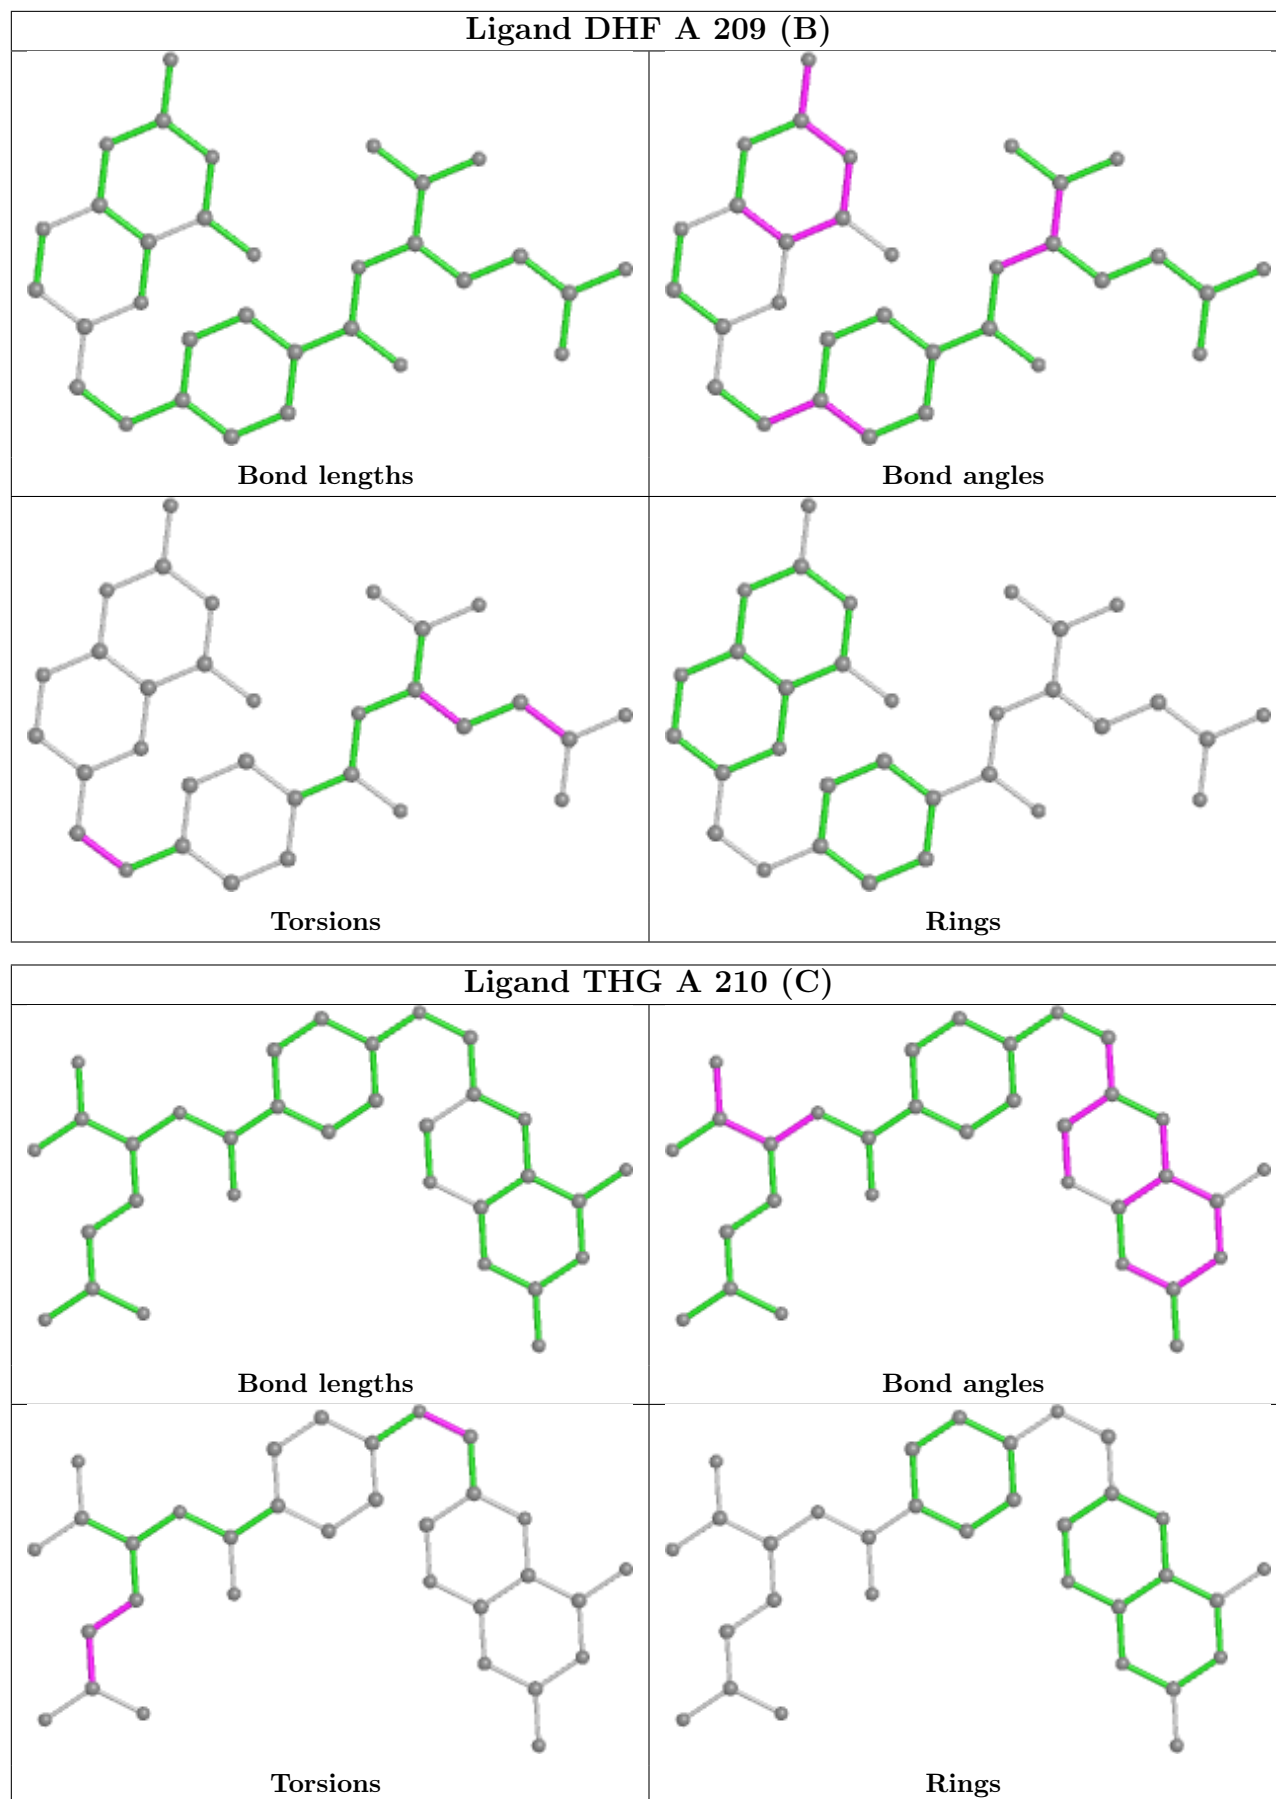 Ligand DHF A 209 (B)
Bond lengths
Bond angles
Torsions
Rings
Ligand THG A 210 (C)
Bond lengths
Bond angles
Torsions
Rings